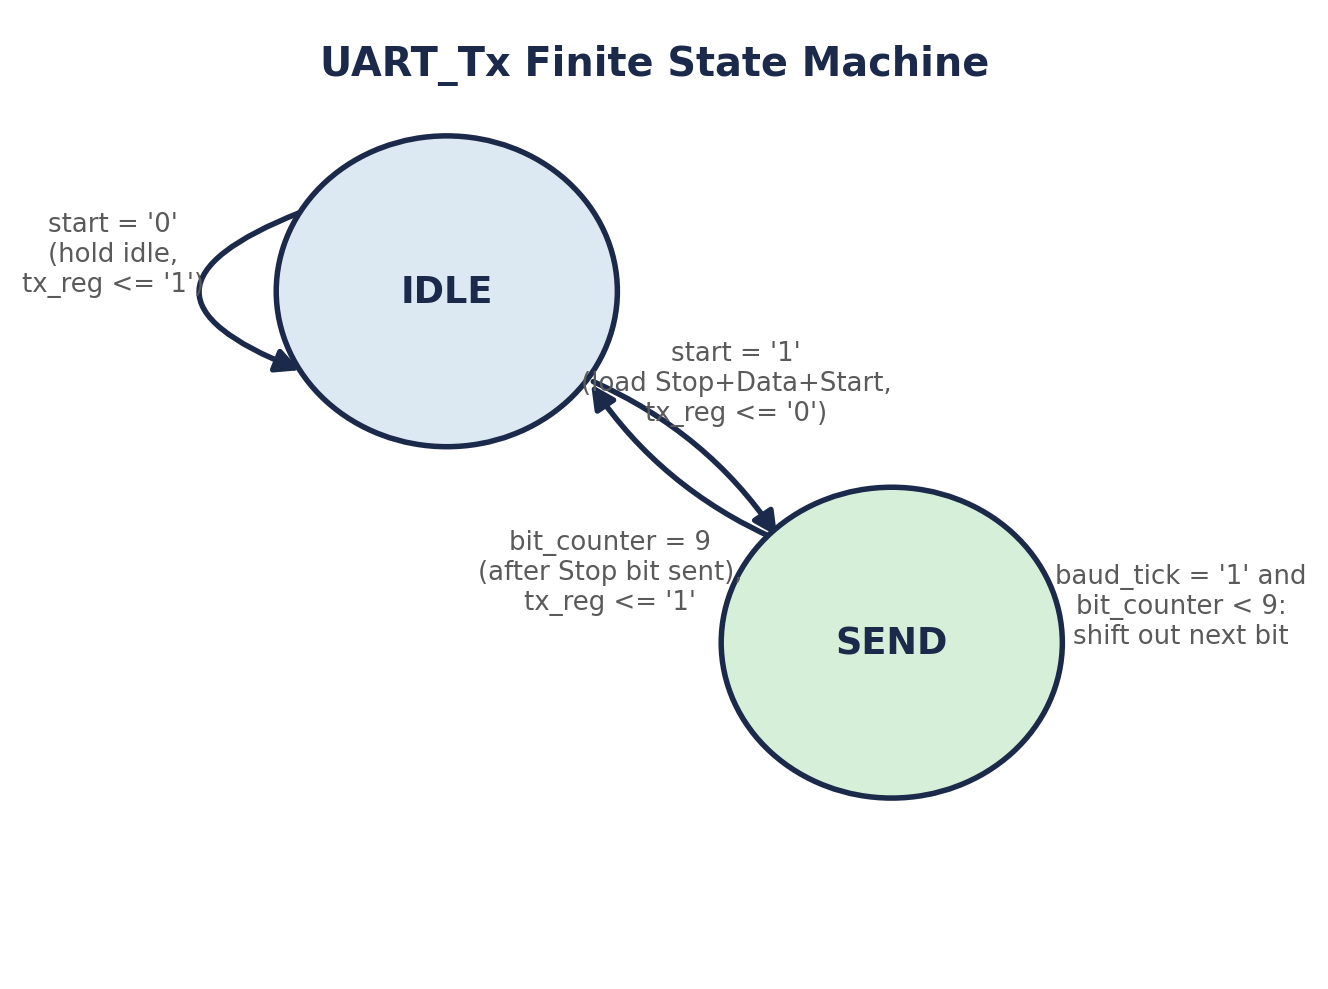 UART_Tx Finite State Machine
start = '0'
(hold idle,
tx_reg <= '1')
IDLE
start = '1'
(load Stop+Data+Start,
tx_reg <= '0')
bit_counter = 9
(after Stop bit sent),
tx_reg <= '1'
SEND
baud_tick = '1' and
bit_counter < 9:
shift out next bit